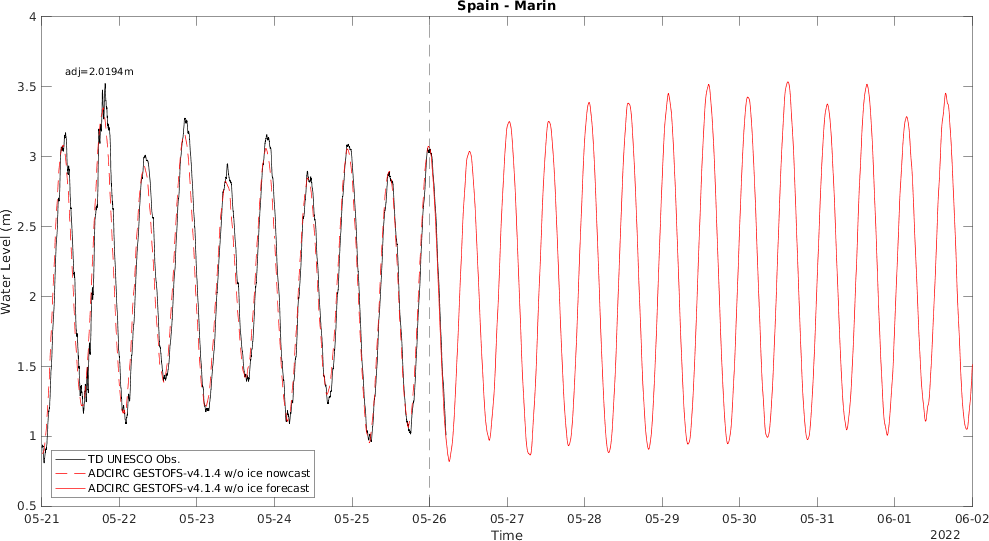 Spain - Marin
4
3.5
3
2.5
2
1.5
1
0.5
Water Level (m)
adj=2.0194m
TD UNESCO Obs.
ADCIRC GESTOFS-v4.1.4 w/o ice nowcast
ADCIRC GESTOFS-v4.1.4 w/o ice forecast
05-21 05-22 05-23 05-24 05-25 05-26 05-27 05-28 05-29 05-30 05-31 06-01 06-02
Time
2022